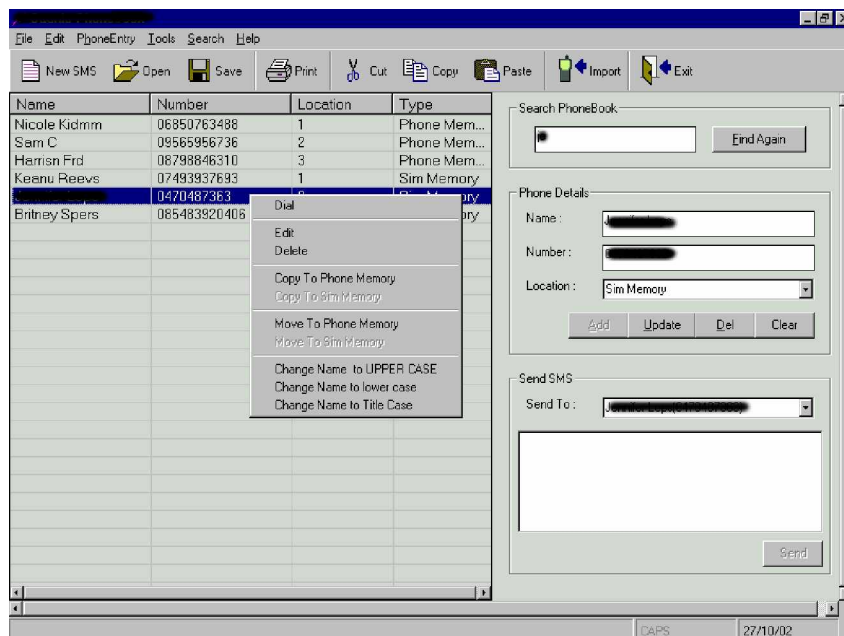 File Edit PhoneEntry Tools Search Help
New SMS Open Save Print Cut Copy Paste Import Exit
Name Number Location Type
Nicole Kidmm 06850763488 1 Phone Mem...
Sam C 09565956736 2 Phone Mem...
Harrisn Frd 08798846310 3 Phone Mem...
Keanu Reevs 07493937693 1 Sim Memory
0470487363
Britney Spers 085483920406
Dial
Edit
Delete
Copy To Phone Memory
Copy To Sim Memory
Move To Phone Memory
Move To Sim Memory
Change Name to UPPER CASE
Change Name to lower case
Change Name to Title Case
Search PhoneBook
Find Again
Phone Details
Name :
Number :
Location : Sim Memory
Add Update Del Clear
Send SMS
Send To :
Send
CAPS 27/10/02